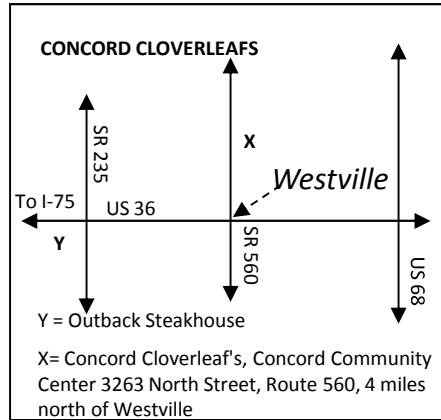 CONCORD CLOVERLEAFS
SR 235
X
Westville
To I-75
US 36
Y
SR 560
US 68
Y = Outback Steakhouse
X= Concord Cloverleaf's, Concord Community
Center 3263 North Street, Route 560, 4 miles
north of Westville